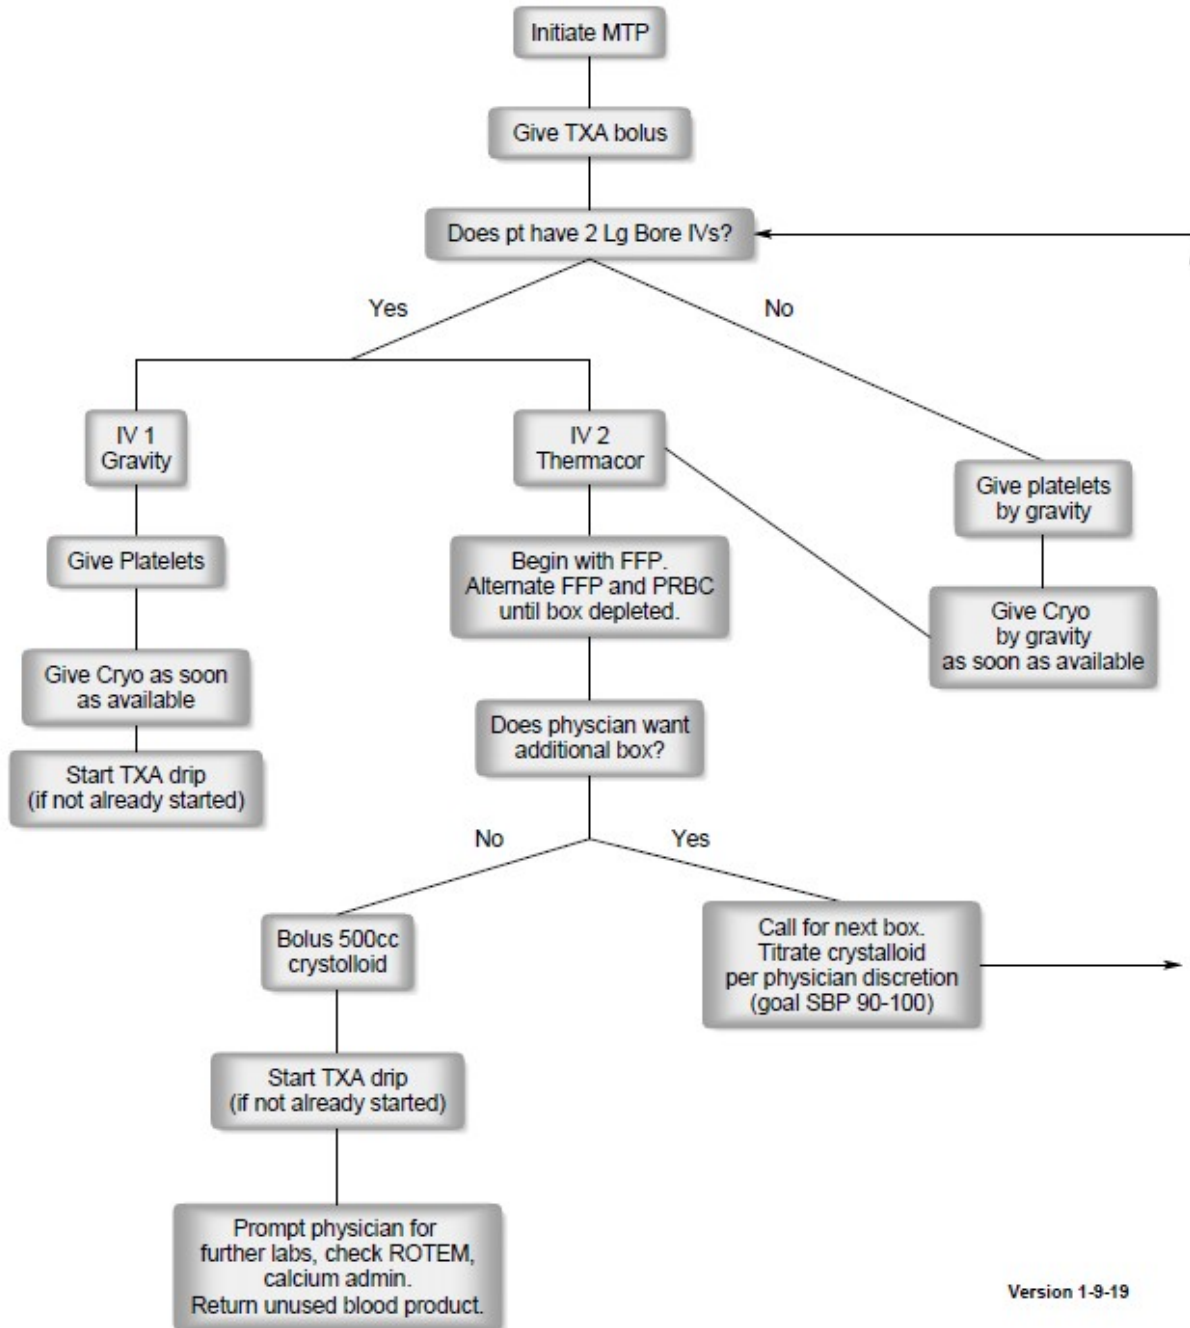 Initiate MTP
Give TXA bolus
Does pt have 2 Lg Bore IVs?
Yes
No
IV 1
Gravity
IV 2
Thermacor
Give platelets
by gravity
Give Platelets
Begin with FFP.
Alternate FFP and PRBC
until box depleted.
Give Cryo
by gravity
as soon as available
Give Cryo as soon
as available
Does physcian want
additional box?
Start TXA drip
(if not already started)
No
Yes
Bolus 500cc
crystolloid
Call for next box.
Titrate crystalloid
per physician discretion
(goal SBP 90-100)
Start TXA drip
(if not already started)
Prompt physician for
further labs, check ROTEM,
calcium admin.
Return unused blood product.
Version 1-9-19